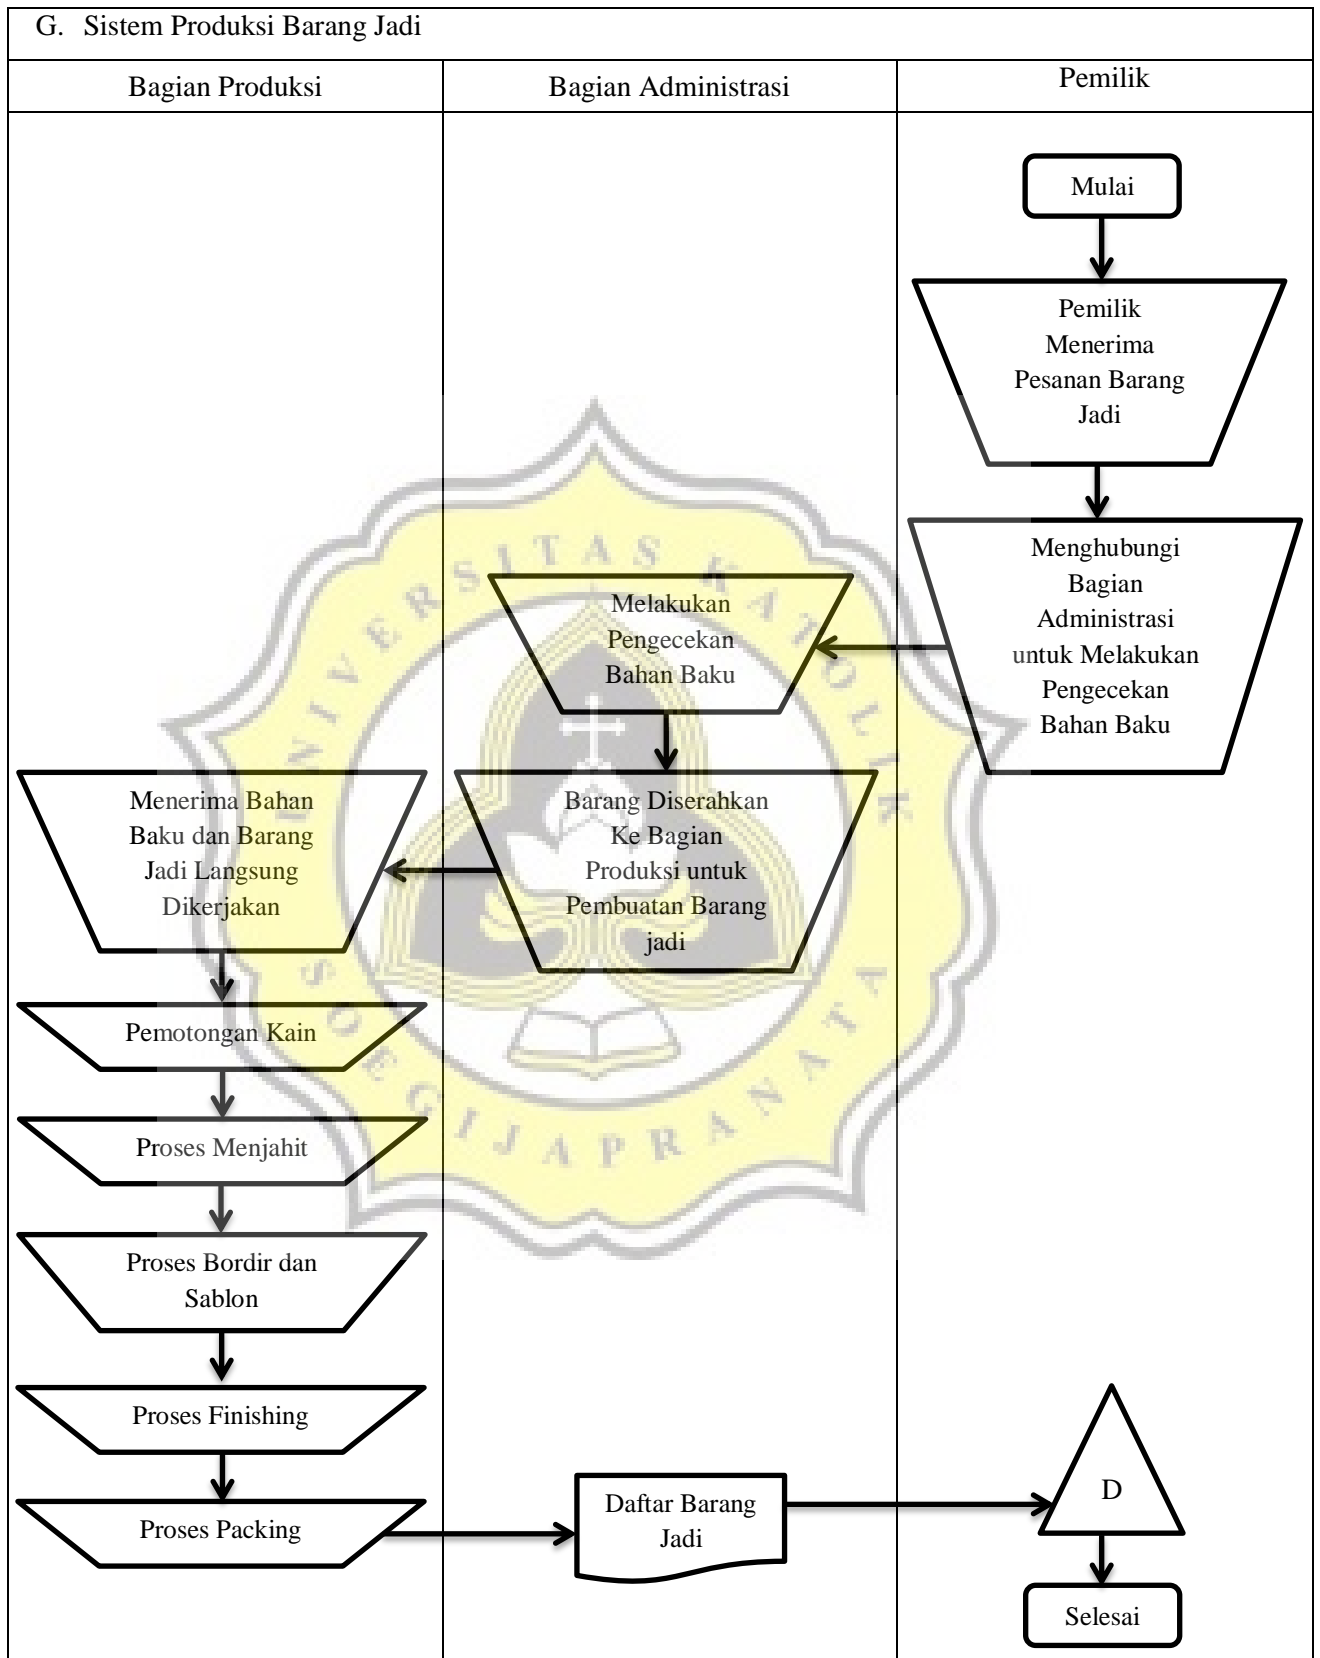 G. Sistem Produksi Barang Jadi
Bagian Produksi
Bagian Administrasi
Pemilik
Mulai
Pemilik
Menerima
Pesanan Barang
Jadi
Menghubungi
Bagian
Administrasi
untuk Melakukan
Pengecekan
Bahan Baku
Melakukan
Pengecekan
Bahan Baku
Barang Diserahkan
Ke Bagian
Produksi untuk
Pembuatan Barang
jadi
Menerima Bahan
Baku dan Barang
Jadi Langsung
Dikerjakan
Pemotongan Kain
Proses Menjahit
Proses Bordir dan
Sablon
Proses Finishing
Proses Packing
Daftar Barang
Jadi
D
Selesai
UNIVERSITAS KATOLIK
SOEGIJAPRANATA